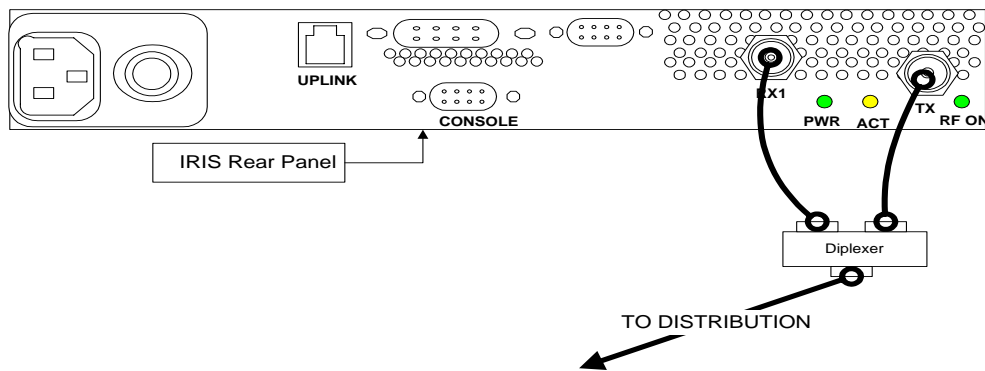 UPLINK
CONSOLE
RX1
TX
PWR
ACT
RF ON
IRIS Rear Panel
Diplexer
TO DISTRIBUTION